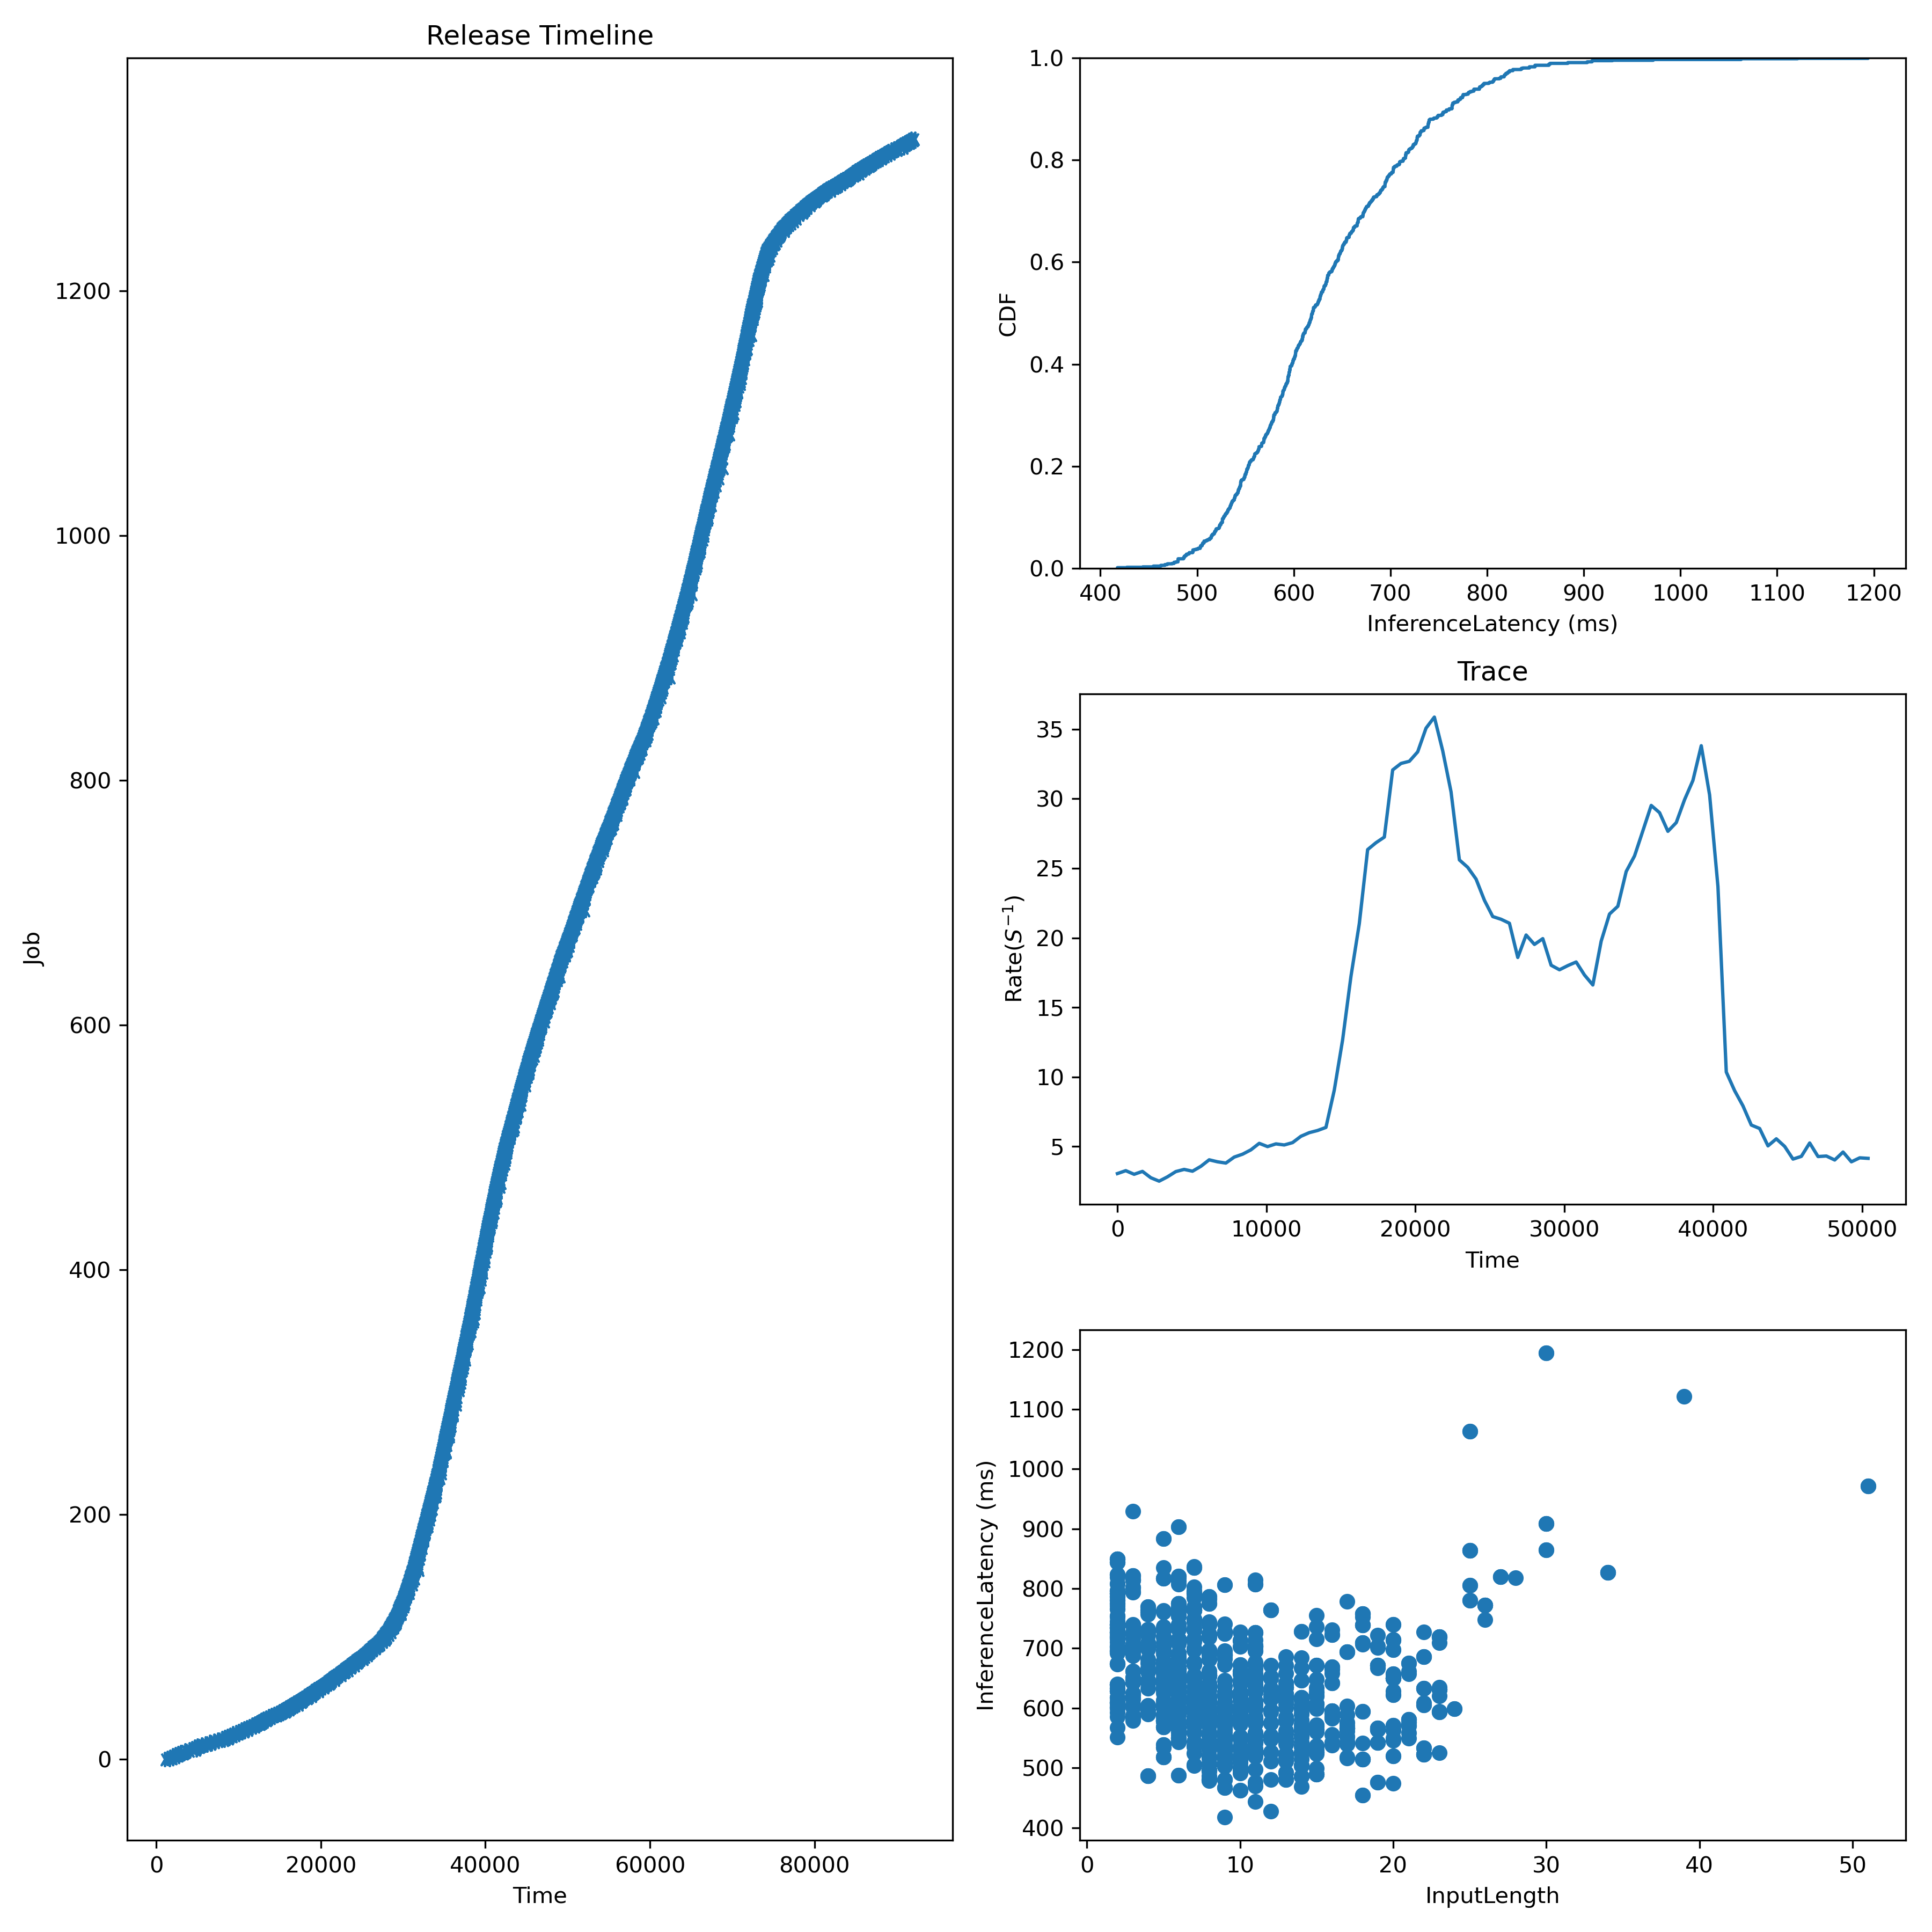 Release Timeline
Job
1200
1000
800
600
400
200
0
0 20000 40000 60000 80000
Time
CDF
1.0
0.8
0.6
0.4
0.2
0.0
400 500 600 700 800 900 1000 1100 1200
InferenceLatency (ms)
Trace
Rate(S⁻¹)
35
30
25
20
15
10
5
0 10000 20000 30000 40000 50000
Time
InferenceLatency (ms)
1200
1100
1000
900
800
700
600
500
400
0 10 20 30 40 50
InputLength